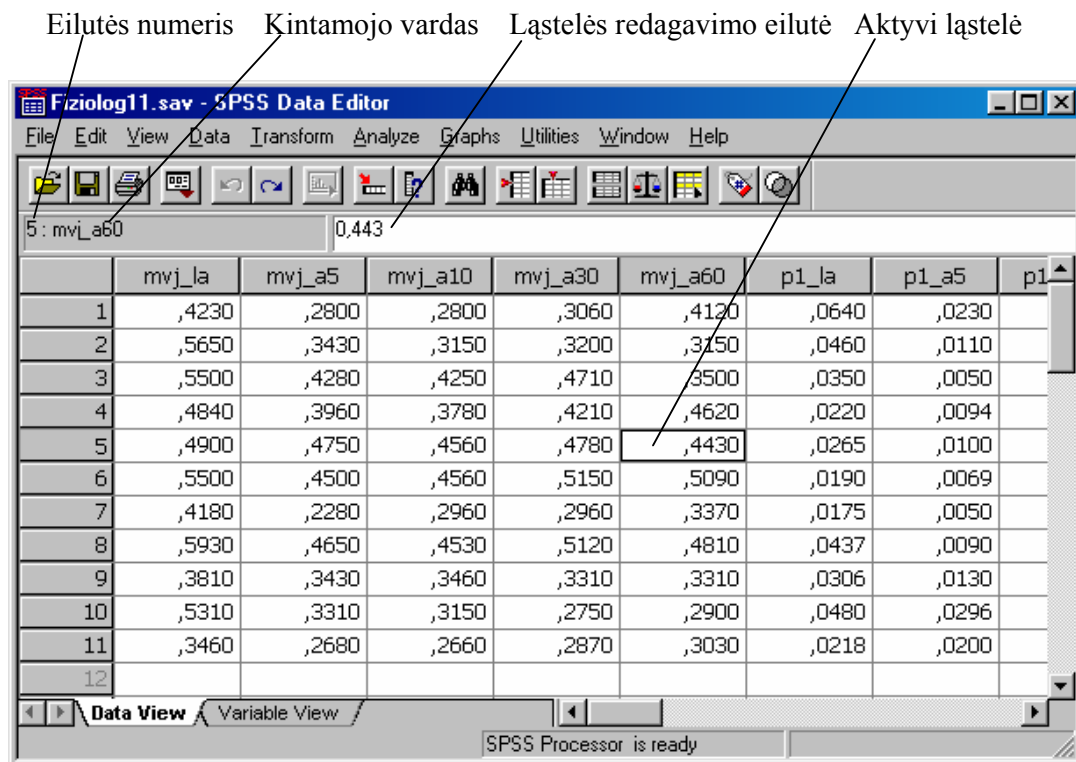 Eilutės numeris Kintamojo vardas Ląstelės redagavimo eilutė Aktyvi ląstelė
Fiziolog11.sav - SPSS Data Editor
File Edit View Data Transform Analyze Graphs Utilities Window Help
5 : mvj_a60 0,443
mvj_la mvj_a5 mvj_a10 mvj_a30 mvj_a60 p1_la p1_a5 p1
1 ,4230 ,2800 ,2800 ,3060 ,4120 ,0640 ,0230
2 ,5650 ,3430 ,3150 ,3200 ,3150 ,0460 ,0110
3 ,5500 ,4280 ,4250 ,4710 ,3500 ,0350 ,0050
4 ,4840 ,3960 ,3780 ,4210 ,4620 ,0220 ,0094
5 ,4900 ,4750 ,4560 ,4780 ,4430 ,0265 ,0100
6 ,5500 ,4500 ,4560 ,5150 ,5090 ,0190 ,0069
7 ,4180 ,2280 ,2960 ,2960 ,3370 ,0175 ,0050
8 ,5930 ,4650 ,4530 ,5120 ,4810 ,0437 ,0090
9 ,3810 ,3430 ,3460 ,3310 ,3310 ,0306 ,0130
10 ,5310 ,3310 ,3150 ,2750 ,2900 ,0480 ,0296
11 ,3460 ,2680 ,2660 ,2870 ,3030 ,0218 ,0200
12
Data View Variable View
SPSS Processor is ready